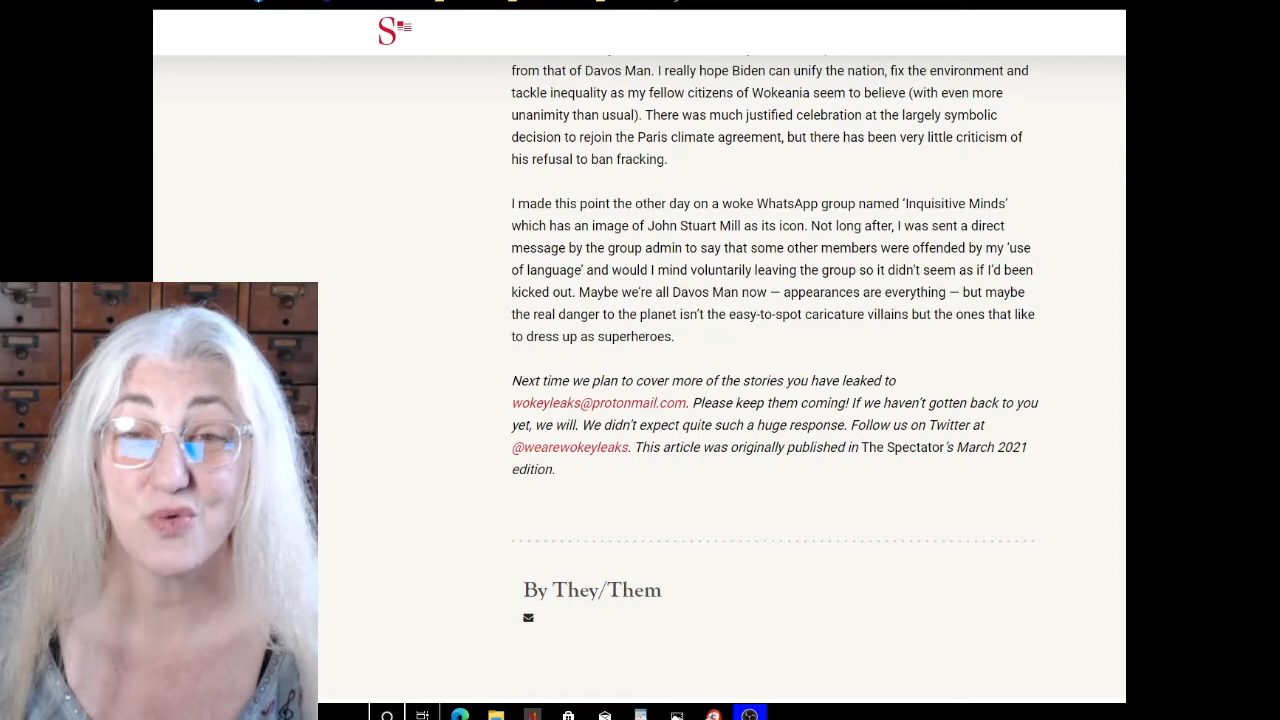 S
from that of Davos Man. I really hope Biden can unify the nation, fix the environment and
tackle inequality as my fellow citizens of Wokeania seem to believe (with even more
unanimity than usual). There was much justified celebration at the largely symbolic
decision to rejoin the Paris climate agreement, but there has been very little criticism of
his refusal to ban fracking.
I made this point the other day on a woke WhatsApp group named ‘Inquisitive Minds’
which has an image of John Stuart Mill as its icon. Not long after, I was sent a direct
message by the group admin to say that some other members were offended by my ‘use
of language’ and would I mind voluntarily leaving the group so it didn’t seem as if I’d been
kicked out. Maybe we’re all Davos Man now — appearances are everything — but maybe
the real danger to the planet isn’t the easy-to-spot caricature villains but the ones that like
to dress up as superheroes.
Next time we plan to cover more of the stories you have leaked to
wokeyleaks@protonmail.com. Please keep them coming! If we haven’t gotten back to you
yet, we will. We didn’t expect quite such a huge response. Follow us on Twitter at
@wearewokeyleaks. This article was originally published in The Spectator’s March 2021
edition.
By They/Them